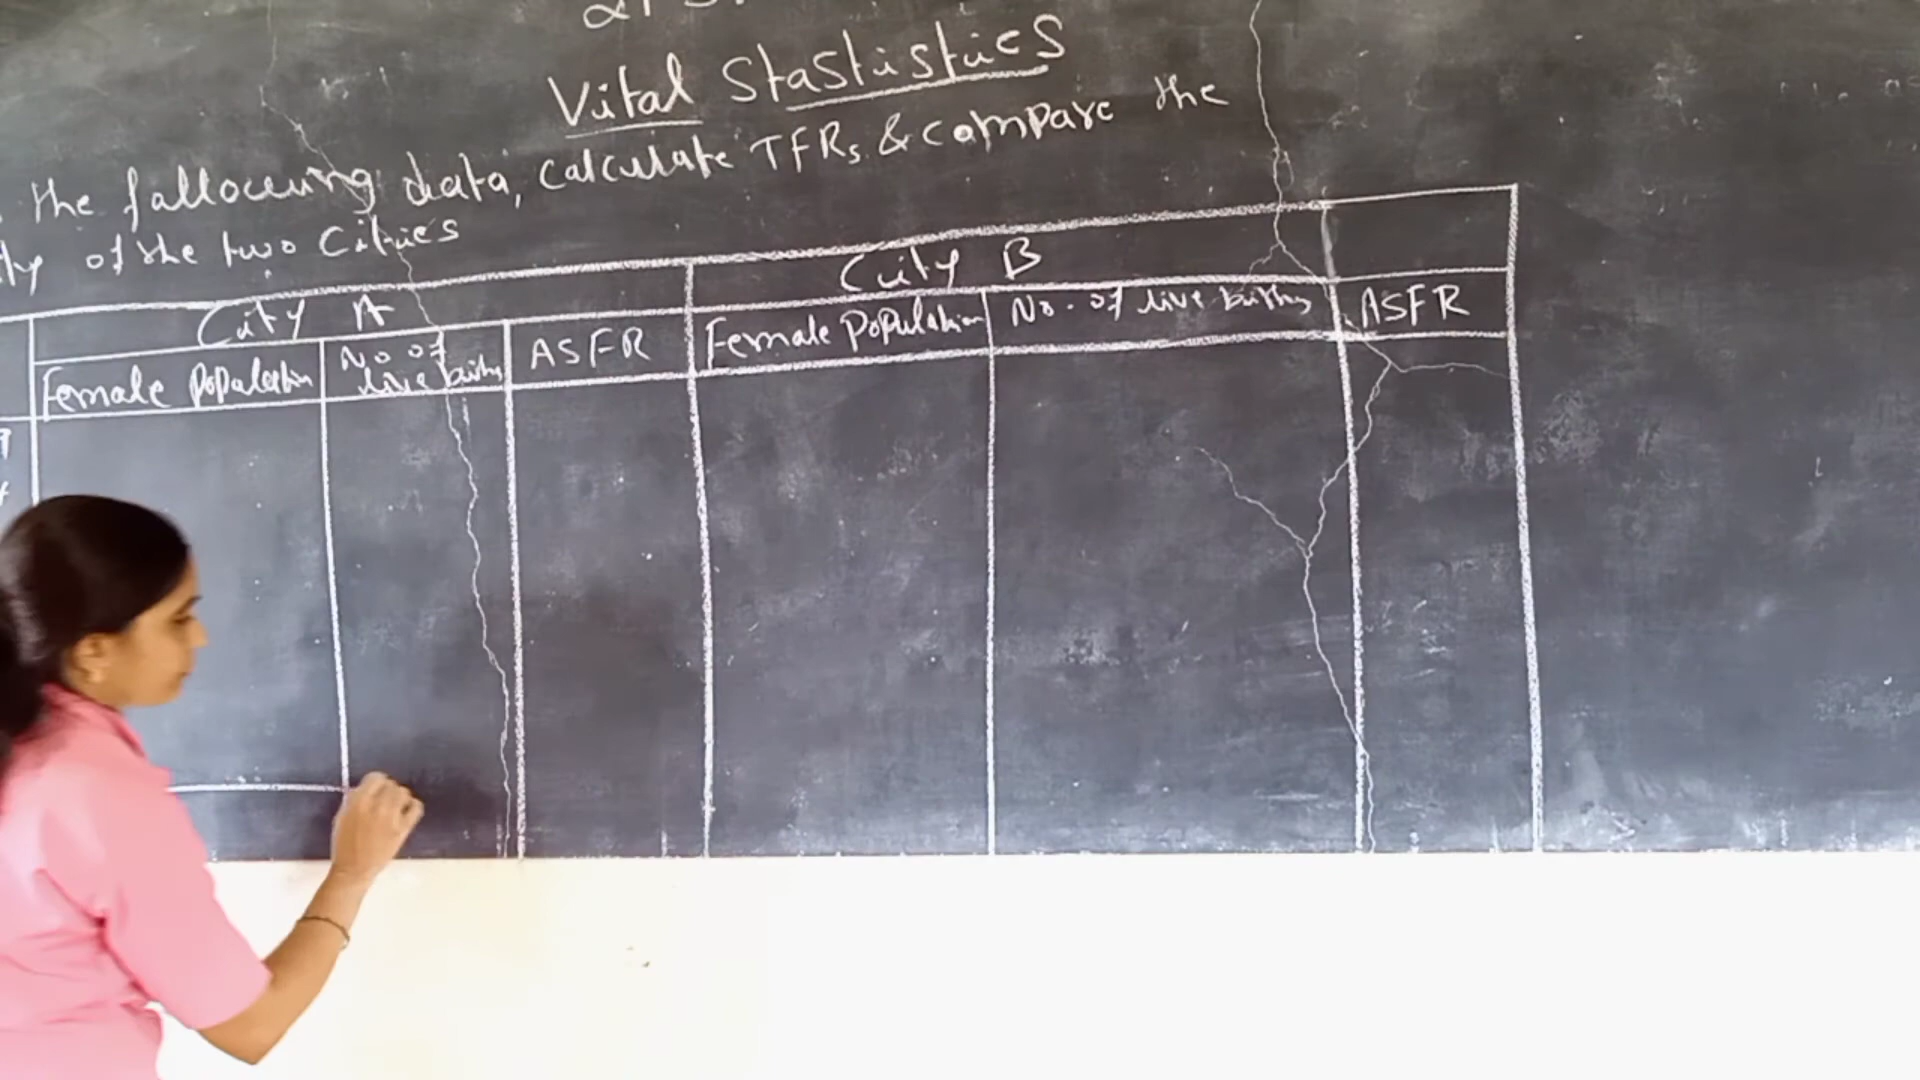 Vital Stastistics
the following data, calculate TFRs & compare the
of the two Cities
City A
City B
Female Population
No of live births
ASFR
Female Population
No. of live births
ASFR